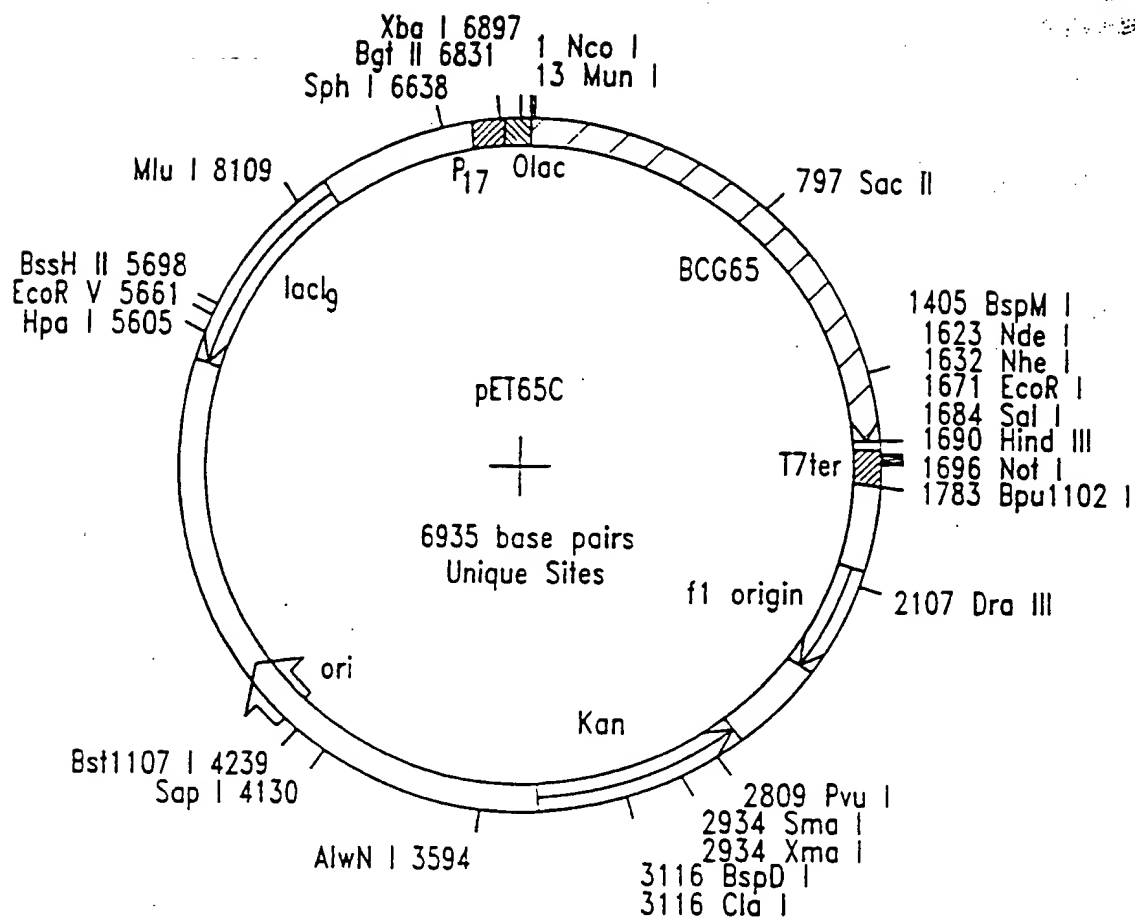 Xba I 6897
Bgt II 6831
Sph I 6638
1 Nco I
13 Mun I
Mlu I 8109
P17
Olac
797 Sac II
BssH II 5698
EcoR V 5661
Hpa I 5605
lacIg
BCG65
1405 BspM I
1623 Nde I
1632 Nhe I
1671 EcoR I
1684 Sal I
1690 Hind III
1696 Not I
1783 Bpu1102 I
pET65C
T7ter
6935 base pairs
Unique Sites
f1 origin
2107 Dra III
ori
Kan
Bst1107 I 4239
Sap I 4130
AlwN I 3594
2809 Pvu I
2934 Sma I
2934 Xma I
3116 BspD I
3116 Cla I